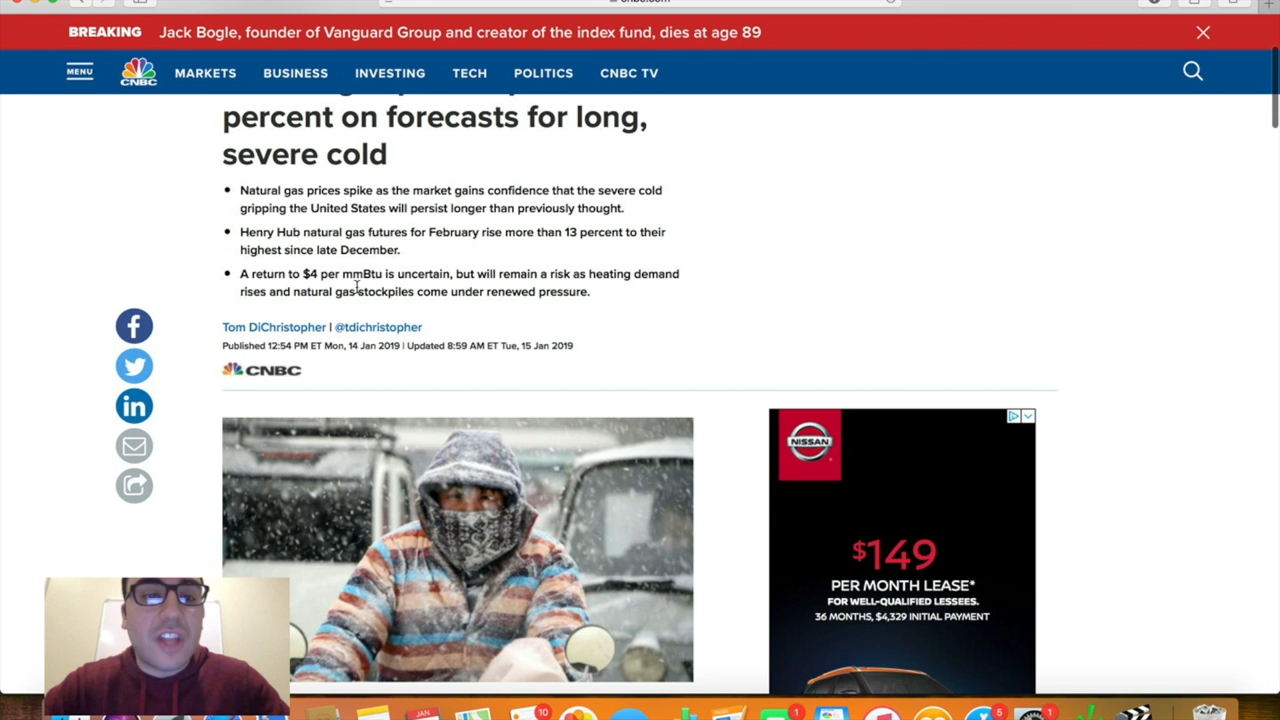 BREAKING Jack Bogle, founder of Vanguard Group and creator of the index fund, dies at age 89
MENU CNBC MARKETS BUSINESS INVESTING TECH POLITICS CNBC TV
percent on forecasts for long,
severe cold
• Natural gas prices spike as the market gains confidence that the severe cold
gripping the United States will persist longer than previously thought.
• Henry Hub natural gas futures for February rise more than 13 percent to their
highest since late December.
• A return to $4 per mmBtu is uncertain, but will remain a risk as heating demand
rises and natural gas stockpiles come under renewed pressure.
Tom DiChristopher | @tdichristopher
Published 12:54 PM ET Mon, 14 Jan 2019 | Updated 8:59 AM ET Tue, 15 Jan 2019
CNBC
NISSAN
$149
PER MONTH LEASE*
FOR WELL-QUALIFIED LESSEES.
36 MONTHS, $4,329 INITIAL PAYMENT
JAN
10
1
5
1